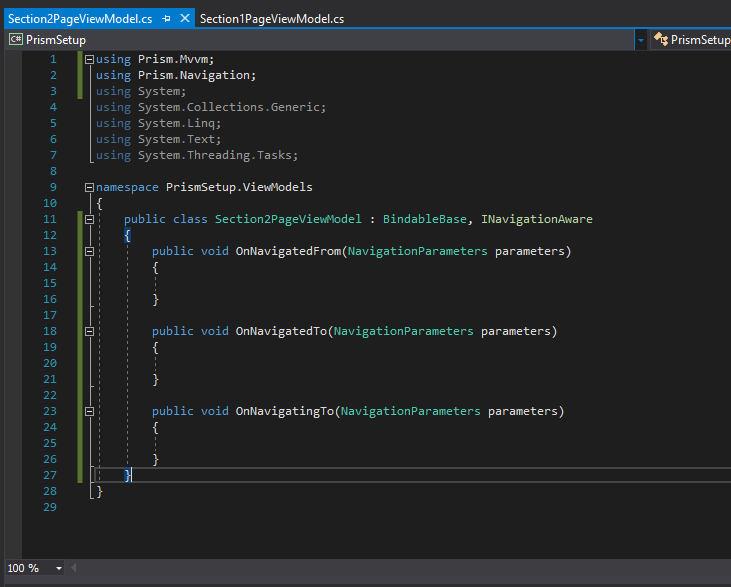 Section2PageViewModel.cs Section1PageViewModel.cs
C# PrismSetup PrismSetup
1 using Prism.Mvvm;
2 using Prism.Navigation;
3 using System;
4 using System.Collections.Generic;
5 using System.Linq;
6 using System.Text;
7 using System.Threading.Tasks;
8
9 namespace PrismSetup.ViewModels
10 {
11 public class Section2PageViewModel : BindableBase, INavigationAware
12 {
13 public void OnNavigatedFrom(NavigationParameters parameters)
14 {
15
16 }
17
18 public void OnNavigatedTo(NavigationParameters parameters)
19 {
20
21 }
22
23 public void OnNavigatingTo(NavigationParameters parameters)
24 {
25
26 }
27 }
28 }
29
100 %